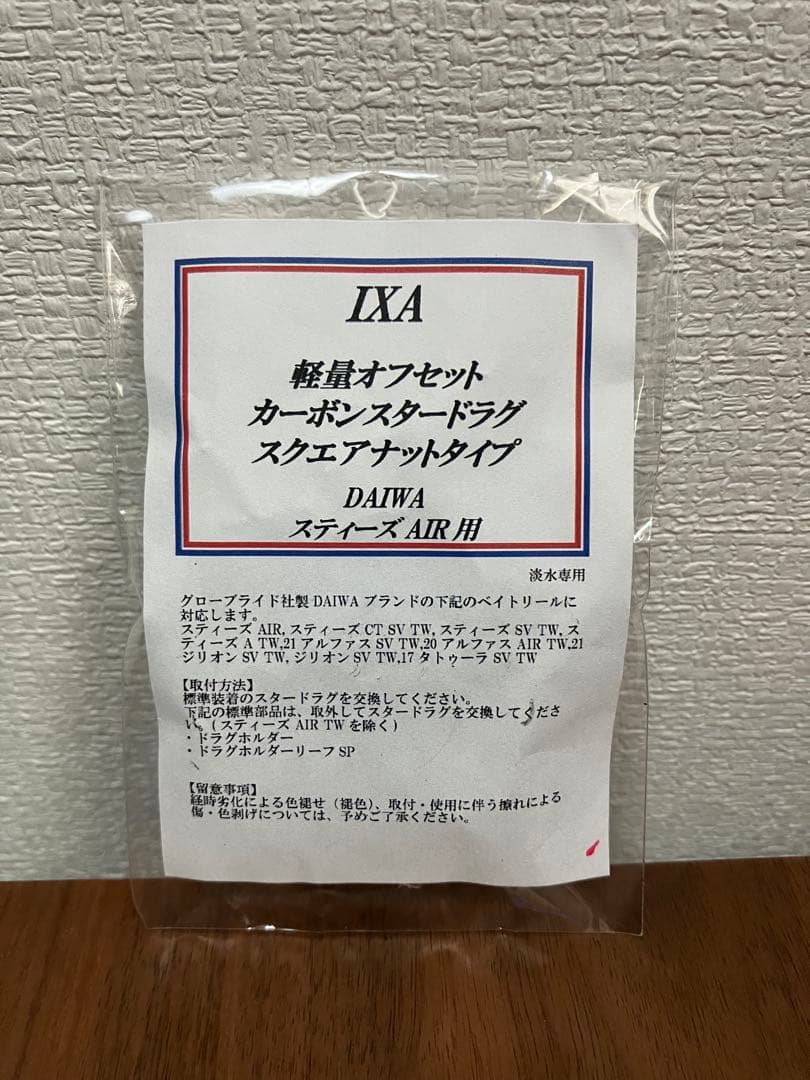 IXA
軽量オフセット
カーボンスタードラグ
スクエアナットタイプ
DAIWA
スティーズ AIR 用
淡水専用
グローブライド社製 DAIWA ブランドの下記のベイトリールに
対応します。
スティーズ AIR, スティーズ CT SV TW, スティーズ SV TW, ス
ティーズ A TW,21 アルファス SV TW,20 アルファス AIR TW,21
ジリオン SV TW, ジリオン SV TW,17 タトゥーラ SV TW
【取付方法】
標準装着のスタードラグを交換してください。
下記の標準部品は、取外してスタードラグを交換してくださ
い。( スティーズ AIR TW を除く )
・ドラグホルダー
・ドラグホルダーリーフ SP
【留意事項】
経時劣化による色褪せ（褪色）、取付・使用に伴う擦れによる
傷・色剥げについては、予めご了承ください。